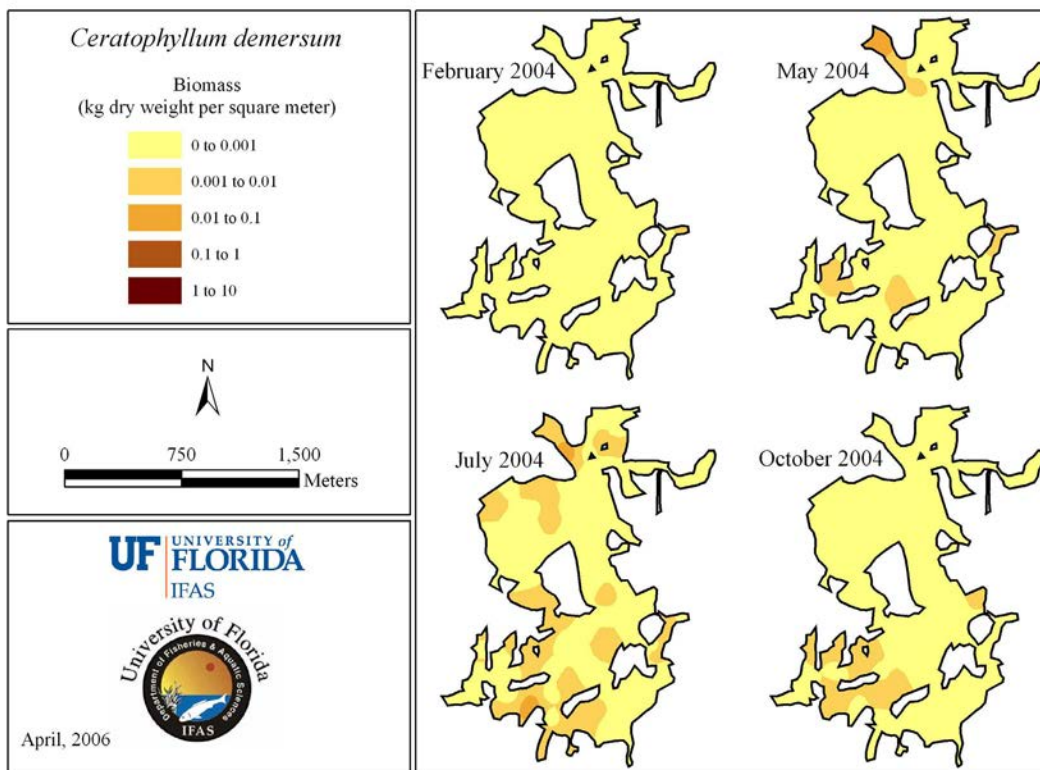 Ceratophyllum demersum
Biomass
(kg dry weight per square meter)
0 to 0.001
0.001 to 0.01
0.01 to 0.1
0.1 to 1
1 to 10
N
0 750 1,500
Meters
UF UNIVERSITY of
FLORIDA
IFAS
University of Florida
Department of Fisheries & Aquatic Sciences
IFAS
April, 2006
February 2004
May 2004
July 2004
October 2004